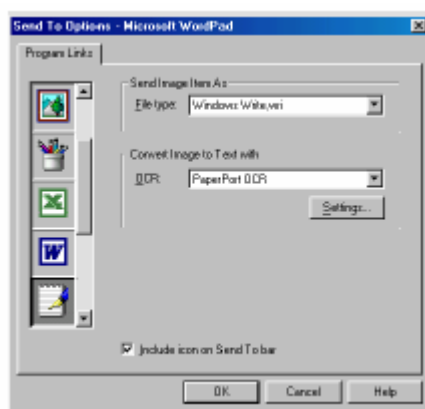 Send To Options - Microsoft WordPad
Program Links
Send Image Item As
File type: Windows Write,wri
Convert Image to Text with
OCR: PaperPort OCR
Settings...
Include icon on Send To bar
OK Cancel Help